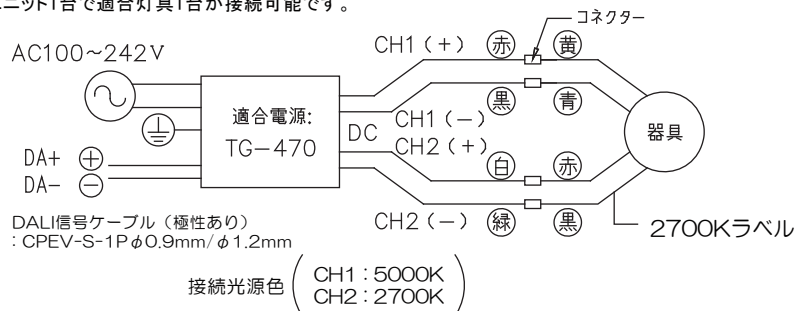 ニット1台で適合灯具1台が接続可能です。
コネクター
AC100~242V
CH1(+) 赤 黄
黒 青
適合電源:
TG-470
DC
CH1(-)
CH2(+)
白 赤
器具
DA+ +
DA- -
CH2(-) 緑 黒
2700Kラベル
DALI信号ケーブル(極性あり)
: CPEV-S-1Pφ0.9mm/φ1.2mm
接続光源色
CH1:5000K
CH2:2700K